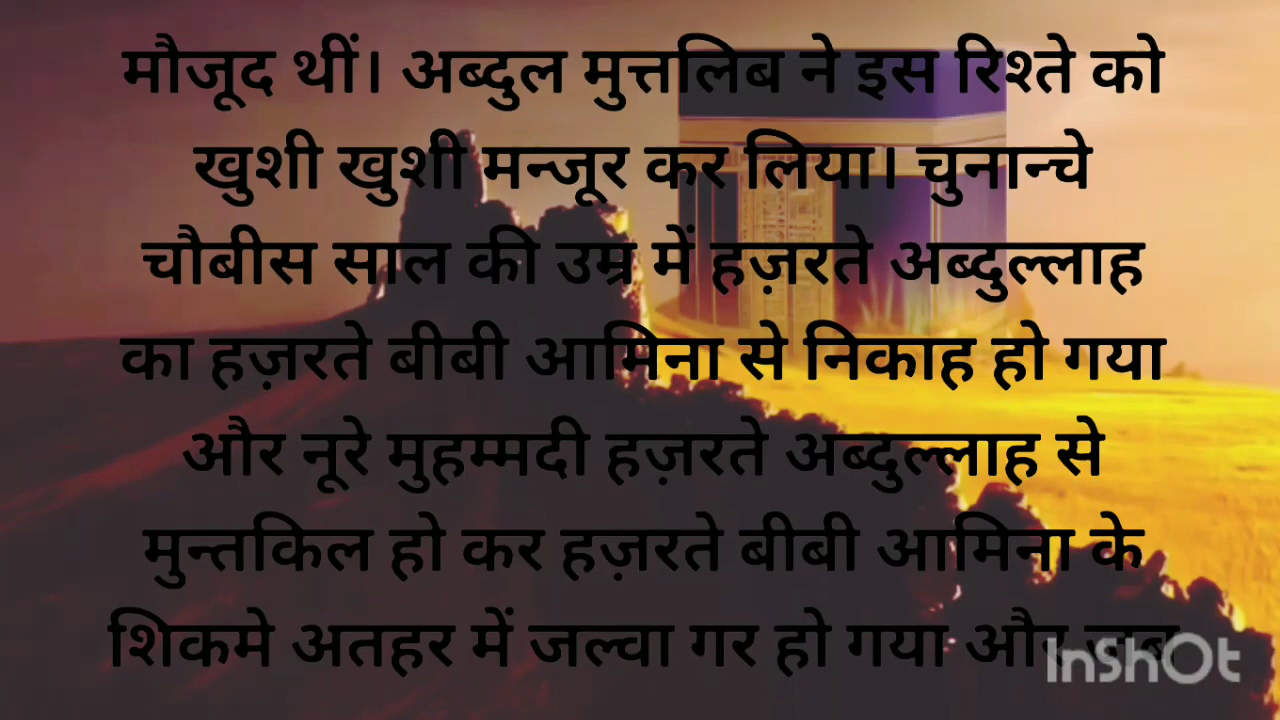 मौजूद थीं। अब्दुल मुत्तलिब ने इस रिश्ते को
खुशी खुशी मन्जूर कर लिया। चुनान्चे
चौबीस साल की उम्र में हज़रते अब्दुल्लाह
का हज़रते बीबी आमिना से निकाह हो गया
और नूरे मुहम्मदी हज़रते अब्दुल्लाह से
मुन्तकिल हो कर हज़रते बीबी आमिना के
शिकमे अतहर में जल्वा गर हो गया और जब
InShOt